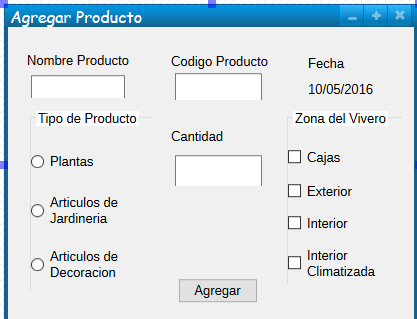 Agregar Producto
Nombre Producto
Codigo Producto
Fecha
10/05/2016
Tipo de Producto
Plantas
Articulos de
Jardineria
Articulos de
Decoracion
Cantidad
Zona del Vivero
Cajas
Exterior
Interior
Interior
Climatizada
Agregar